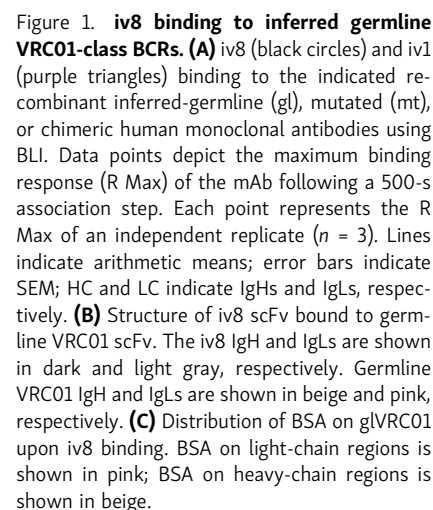 Figure 1. iv8 binding to inferred germline
VRC01-class BCRs. (A) iv8 (black circles) and iv1
(purple triangles) binding to the indicated re-
combinant inferred-germline (gl), mutated (mt),
or chimeric human monoclonal antibodies using
BLI. Data points depict the maximum binding
response (R Max) of the mAb following a 500-s
association step. Each point represents the R
Max of an independent replicate (n = 3). Lines
indicate arithmetic means; error bars indicate
SEM; HC and LC indicate IgHs and IgLs, respec-
tively. (B) Structure of iv8 scFv bound to germ-
line VRC01 scFv. The iv8 IgH and IgLs are shown
in dark and light gray, respectively. Germline
VRC01 IgH and IgLs are shown in beige and pink,
respectively. (C) Distribution of BSA on glVRC01
upon iv8 binding. BSA on light-chain regions is
shown in pink; BSA on heavy-chain regions is
shown in beige.